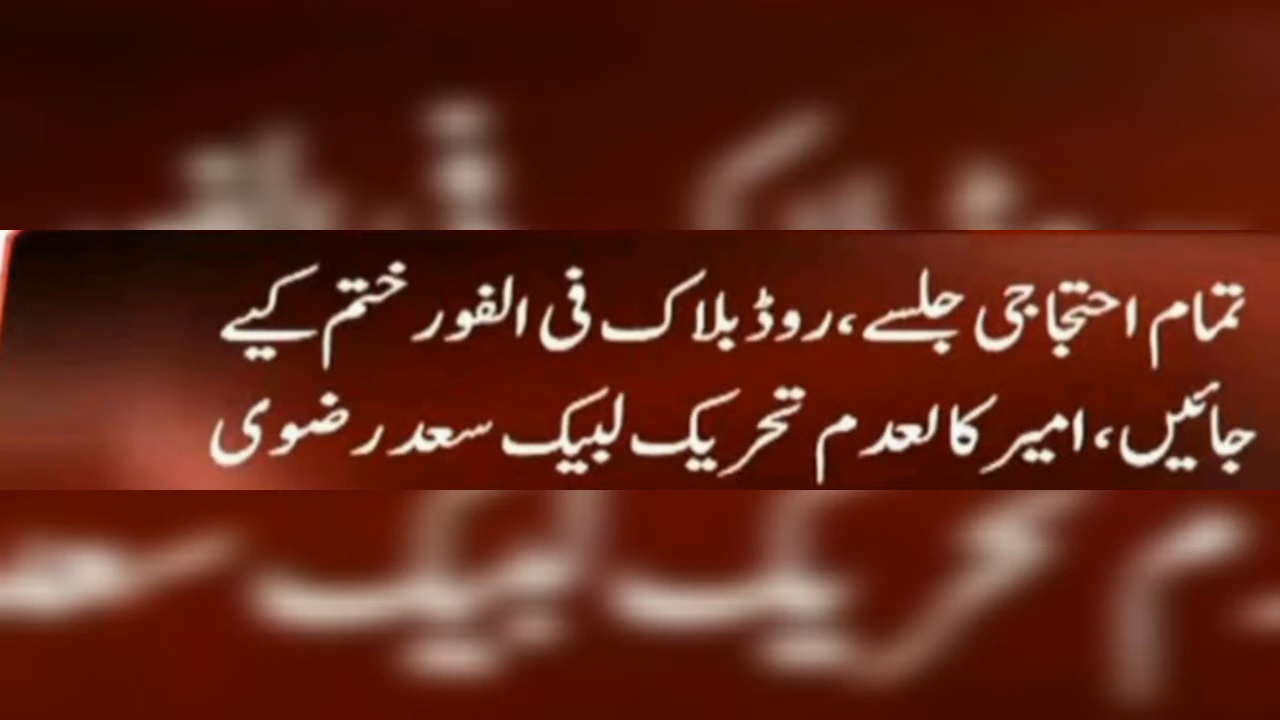 تمام احتجاجی جلسے، روڈ بلاک فی الفور ختم کیے
جائیں، امیر کالعدم تحریک لبیک سعد رضوی